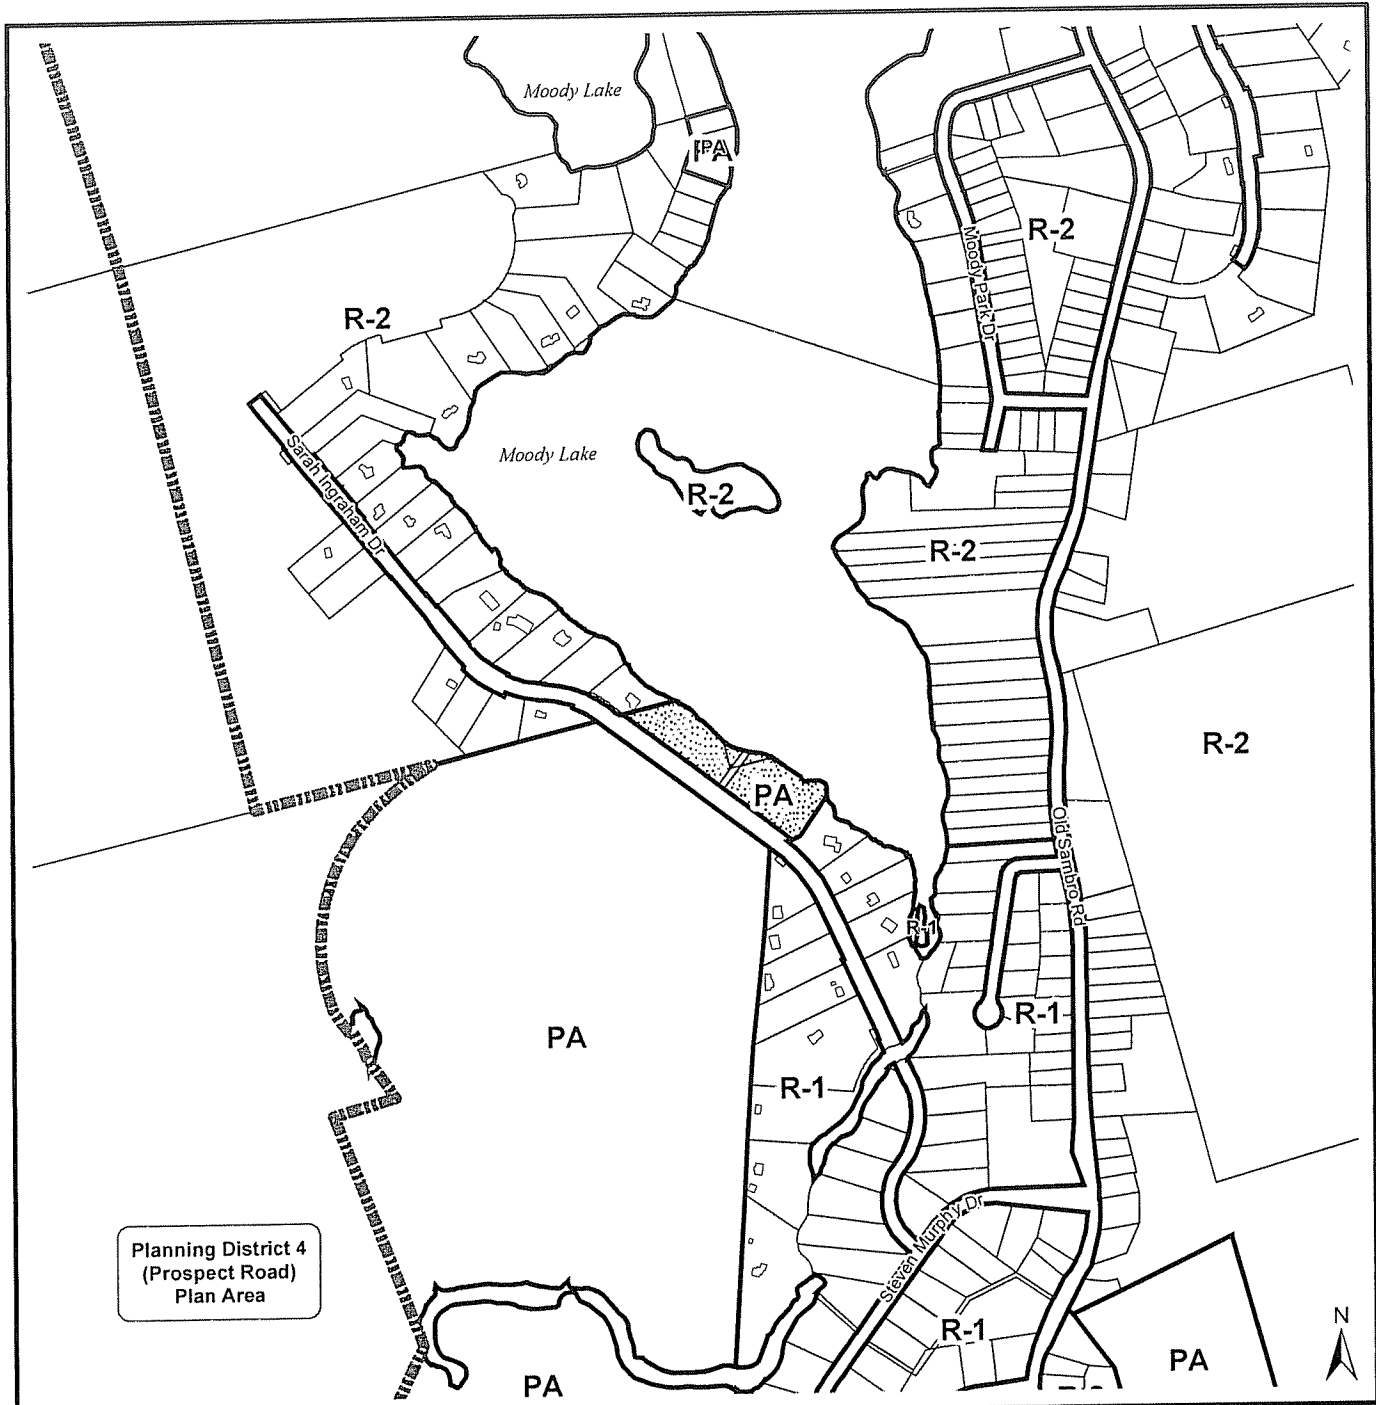 Moody Lake
PA
R-2
Moody Park Dr
R-2
Sarah Ingraham Dr
Moody Lake
R-2
R-2
R-2
PA
Old Sambro Rd
R-1
R-1
PA
R-1
Steven Murphy Dr
Planning District 4
(Prospect Road)
Plan Area
R-1
N
PA
PA